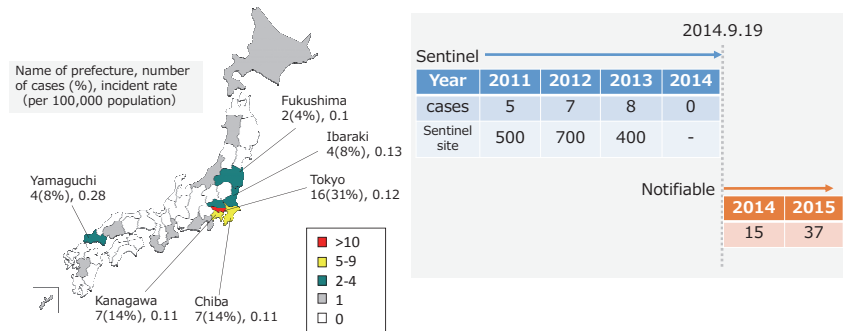 Name of prefecture, number
of cases (%), incident rate
(per 100,000 population)
Fukushima
2(4%), 0.1
Ibaraki
4(8%), 0.13
Tokyo
16(31%), 0.12
Yamaguchi
4(8%), 0.28
Kanagawa
7(14%), 0.11
Chiba
7(14%), 0.11
>10
5-9
2-4
1
0
2014.9.19
Sentinel
Year 2011 2012 2013 2014
cases 5 7 8 0
Sentinel
site 500 700 400 -
Notifiable
2014 2015
15 37